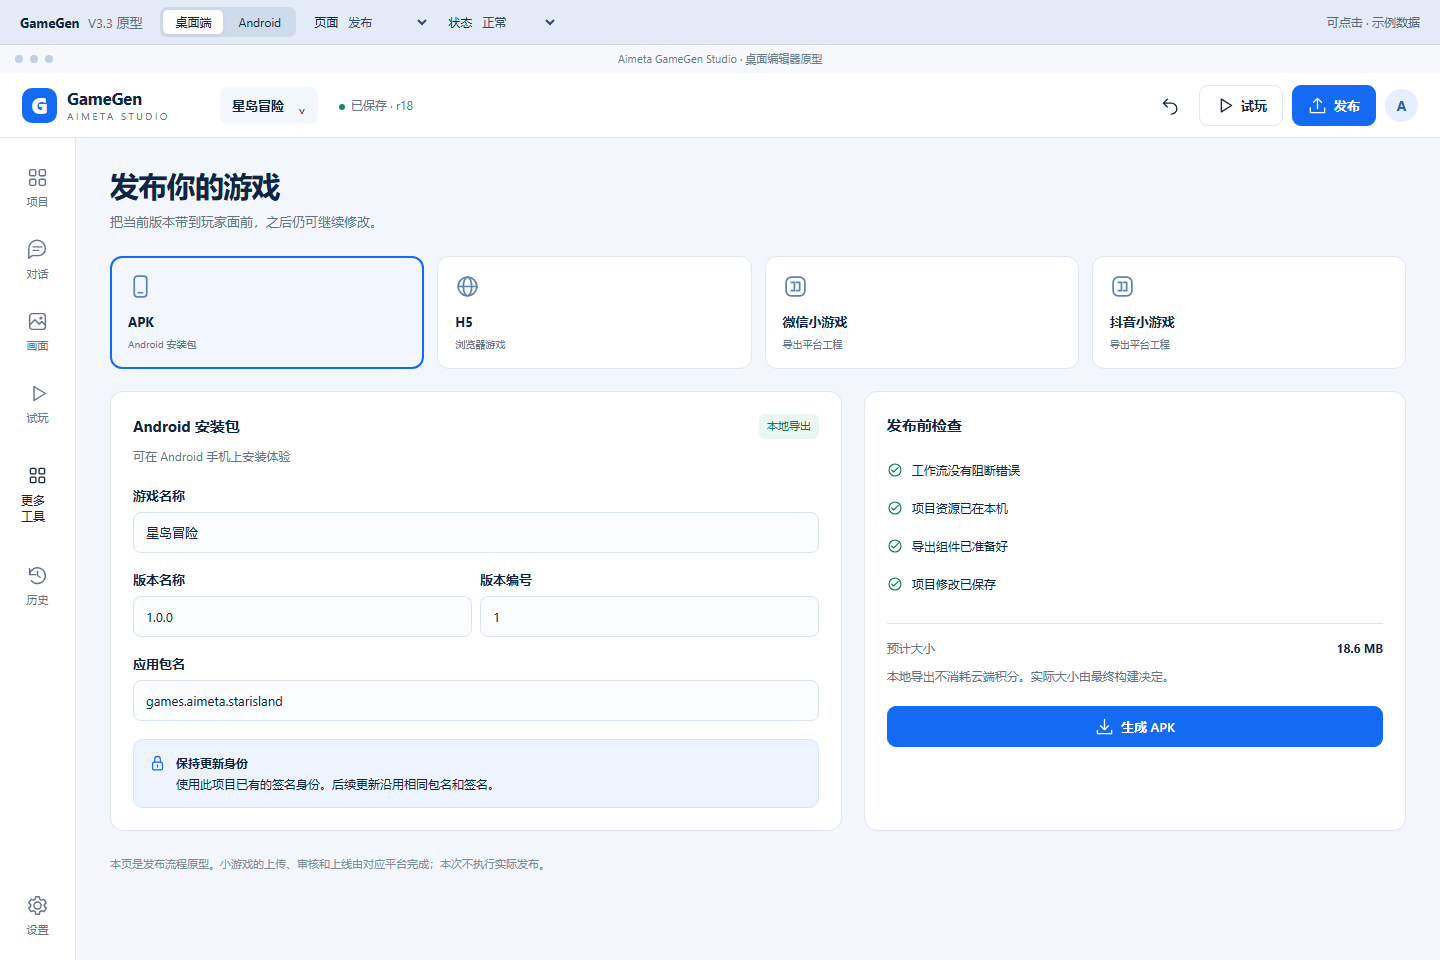 GameGen V3.3 原型 桌面端 Android 页面 发布 状态 正常 可点击 · 示例数据
Aimeta GameGen Studio · 桌面编辑器原型
G GameGen
AIMETA STUDIO
星岛冒险 已保存 · r18 试玩 发布 A
项目
对话
画面
试玩
更多
工具
历史
设置
发布你的游戏
把当前版本带到玩家面前，之后仍可继续修改。
APK
Android 安装包
H5
浏览器游戏
微信小游戏
导出平台工程
抖音小游戏
导出平台工程
Android 安装包 本地导出
可在 Android 手机上安装体验
游戏名称
星岛冒险
版本名称 版本编号
1.0.0 1
应用包名
games.aimeta.starisland
保持更新身份
使用此项目已有的签名身份。后续更新沿用相同包名和签名。
发布前检查
工作流没有阻断错误
项目资源已在本机
导出组件已准备好
项目修改已保存
预计大小 18.6 MB
本地导出不消耗云端积分。实际大小由最终构建决定。
生成 APK
本页是发布流程原型。小游戏的上传、审核和上线由对应平台完成；本次不执行实际发布。